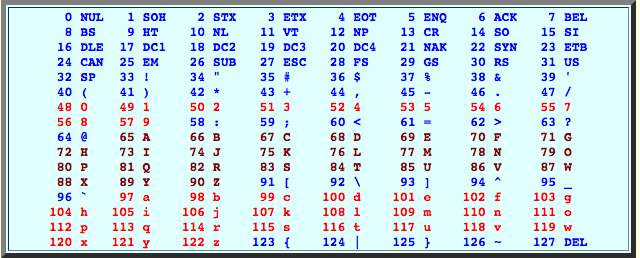 0 NUL 1 SOH 2 STX 3 ETX 4 EOT 5 ENQ 6 ACK 7 BEL
8 BS 9 HT 10 NL 11 VT 12 NP 13 CR 14 SO 15 SI
16 DLE 17 DC1 18 DC2 19 DC3 20 DC4 21 NAK 22 SYN 23 ETB
24 CAN 25 EM 26 SUB 27 ESC 28 FS 29 GS 30 RS 31 US
32 SP 33 ! 34 " 35 # 36 $ 37 % 38 & 39 '
40 ( 41 ) 42 * 43 + 44 , 45 - 46 . 47 /
48 0 49 1 50 2 51 3 52 4 53 5 54 6 55 7
56 8 57 9 58 : 59 ; 60 < 61 = 62 > 63 ?
64 @ 65 A 66 B 67 C 68 D 69 E 70 F 71 G
72 H 73 I 74 J 75 K 76 L 77 M 78 N 79 O
80 P 81 Q 82 R 83 S 84 T 85 U 86 V 87 W
88 X 89 Y 90 Z 91 [ 92 \ 93 ] 94 ^ 95 _
96 ` 97 a 98 b 99 c 100 d 101 e 102 f 103 g
104 h 105 i 106 j 107 k 108 l 109 m 110 n 111 o
112 p 113 q 114 r 115 s 116 t 117 u 118 v 119 w
120 x 121 y 122 z 123 { 124 | 125 } 126 ~ 127 DEL